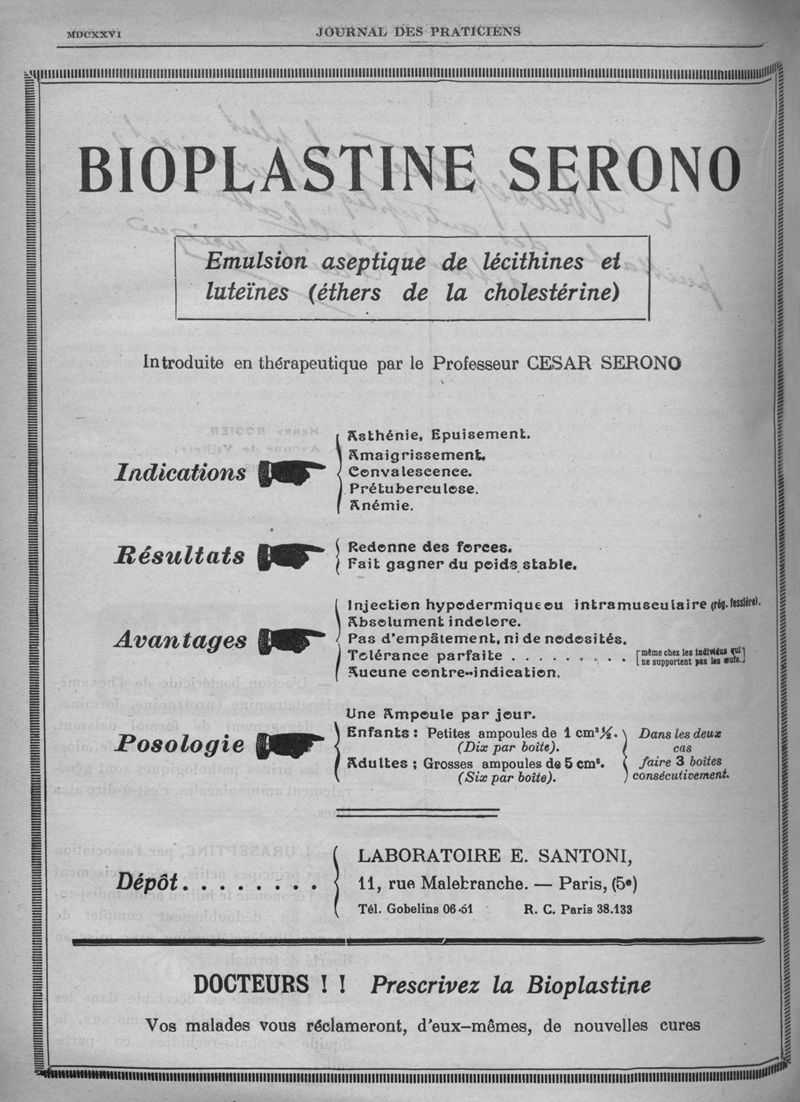 MDCXXVI
JOURNAL DES PRATICIENS
BIOPLASTINE SERONO
Emulsion aseptique de lécithines et
luteïnes (éthers de la cholestérine)
Introduite en thérapeutique par le Professeur CESAR SERONO
Indications
Asthénie, Epuisement.
Amaigrissement.
Convalescence.
Prétuberculose.
Anémie.
Résultats
Redonne des forces.
Fait gagner du poids stable.
Avantages
Injection hypodermique ou intramusculaire (rég. fessière).
Absolument indolore.
Pas d'empâtement, ni de nodosités.
Tolérance parfaite . . . . . . . . . [même chez les individus qui
ne supportent pas les œufs.]
Aucune contre-indication.
Posologie
Une Ampoule par jour.
Enfants : Petites ampoules de 1 cm³ ½.
(Dix par boîte).
Adultes ; Grosses ampoules de 5 cm³.
(Six par boîte).
Dans les deux
cas
faire 3 boites
consécutivement.
Dépôt. . . . . . . . .
LABORATOIRE E. SANTONI,
11, rue Malebranche. — Paris, (5e)
Tél. Gobelins 06-51 R. C. Paris 38.133
DOCTEURS ! ! Prescrivez la Bioplastine
Vos malades vous réclameront, d'eux-mêmes, de nouvelles cures